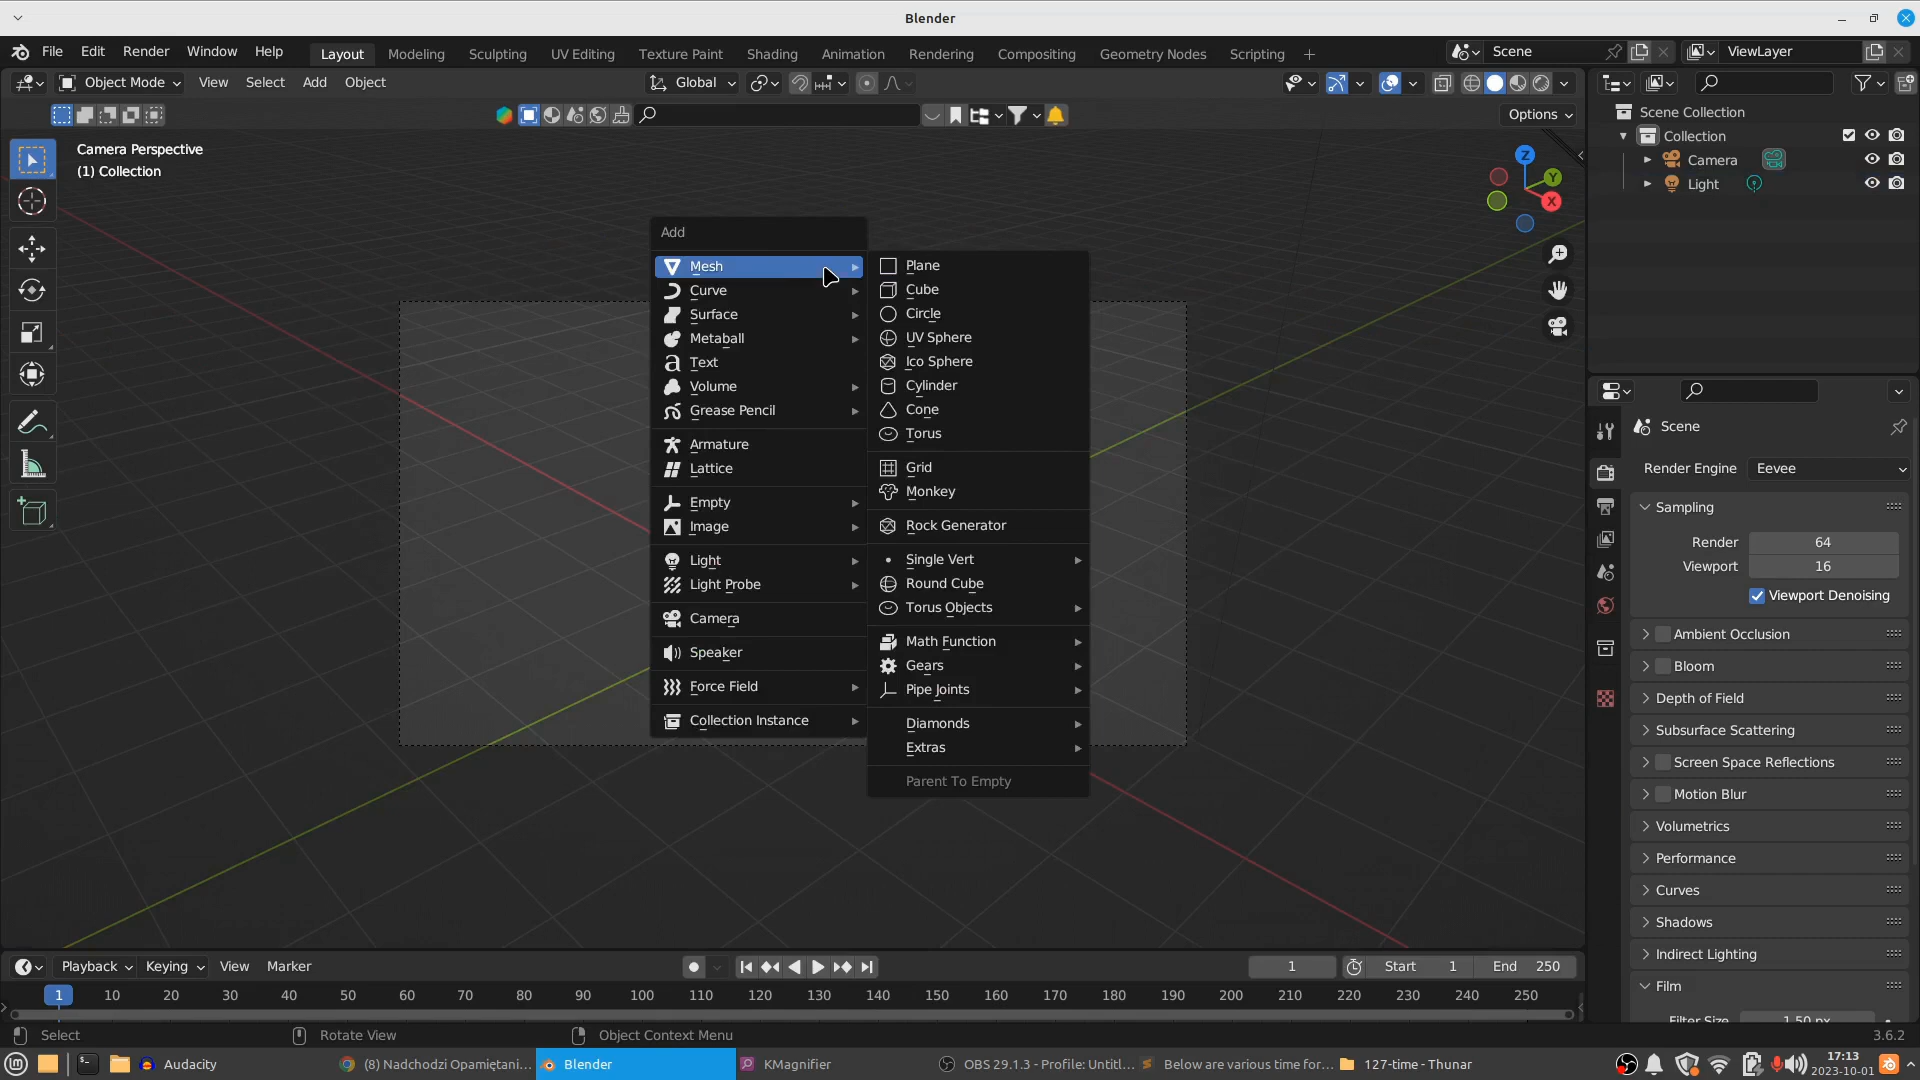 Blender
File Edit Render Window Help Layout Modeling Sculpting UV Editing Texture Paint Shading Animation Rendering Compositing Geometry Nodes Scripting + Scene ViewLayer
Object Mode View Select Add Object Global
Options
Scene Collection
Collection
Camera
Light
Camera Perspective
(1) Collection
Z
Y
X
Add
Mesh
Curve
Surface
Metaball
Text
Volume
Grease Pencil
Armature
Lattice
Empty
Image
Light
Light Probe
Camera
Speaker
Force Field
Collection Instance
Plane
Cube
Circle
UV Sphere
Ico Sphere
Cylinder
Cone
Torus
Grid
Monkey
Rock Generator
Single Vert
Round Cube
Torus Objects
Math Function
Gears
Pipe Joints
Diamonds
Extras
Parent To Empty
Scene
Render Engine Eevee
Sampling
Render 64
Viewport 16
Viewport Denoising
Ambient Occlusion
Bloom
Depth of Field
Subsurface Scattering
Screen Space Reflections
Motion Blur
Volumetrics
Performance
Curves
Shadows
Indirect Lighting
Film
Filter Size 1.50 px
Playback Keying View Marker 1 Start 1 End 250
1 10 20 30 40 50 60 70 80 90 100 110 120 130 140 150 160 170 180 190 200 210 220 230 240 250
Select Rotate View Object Context Menu 3.6.2
Audacity (8) Nadchodzi Opamiętani... Blender KMagnifier OBS 29.1.3 - Profile: Untitl... Below are various time for... 127-time - Thunar 17:13
2023-10-01